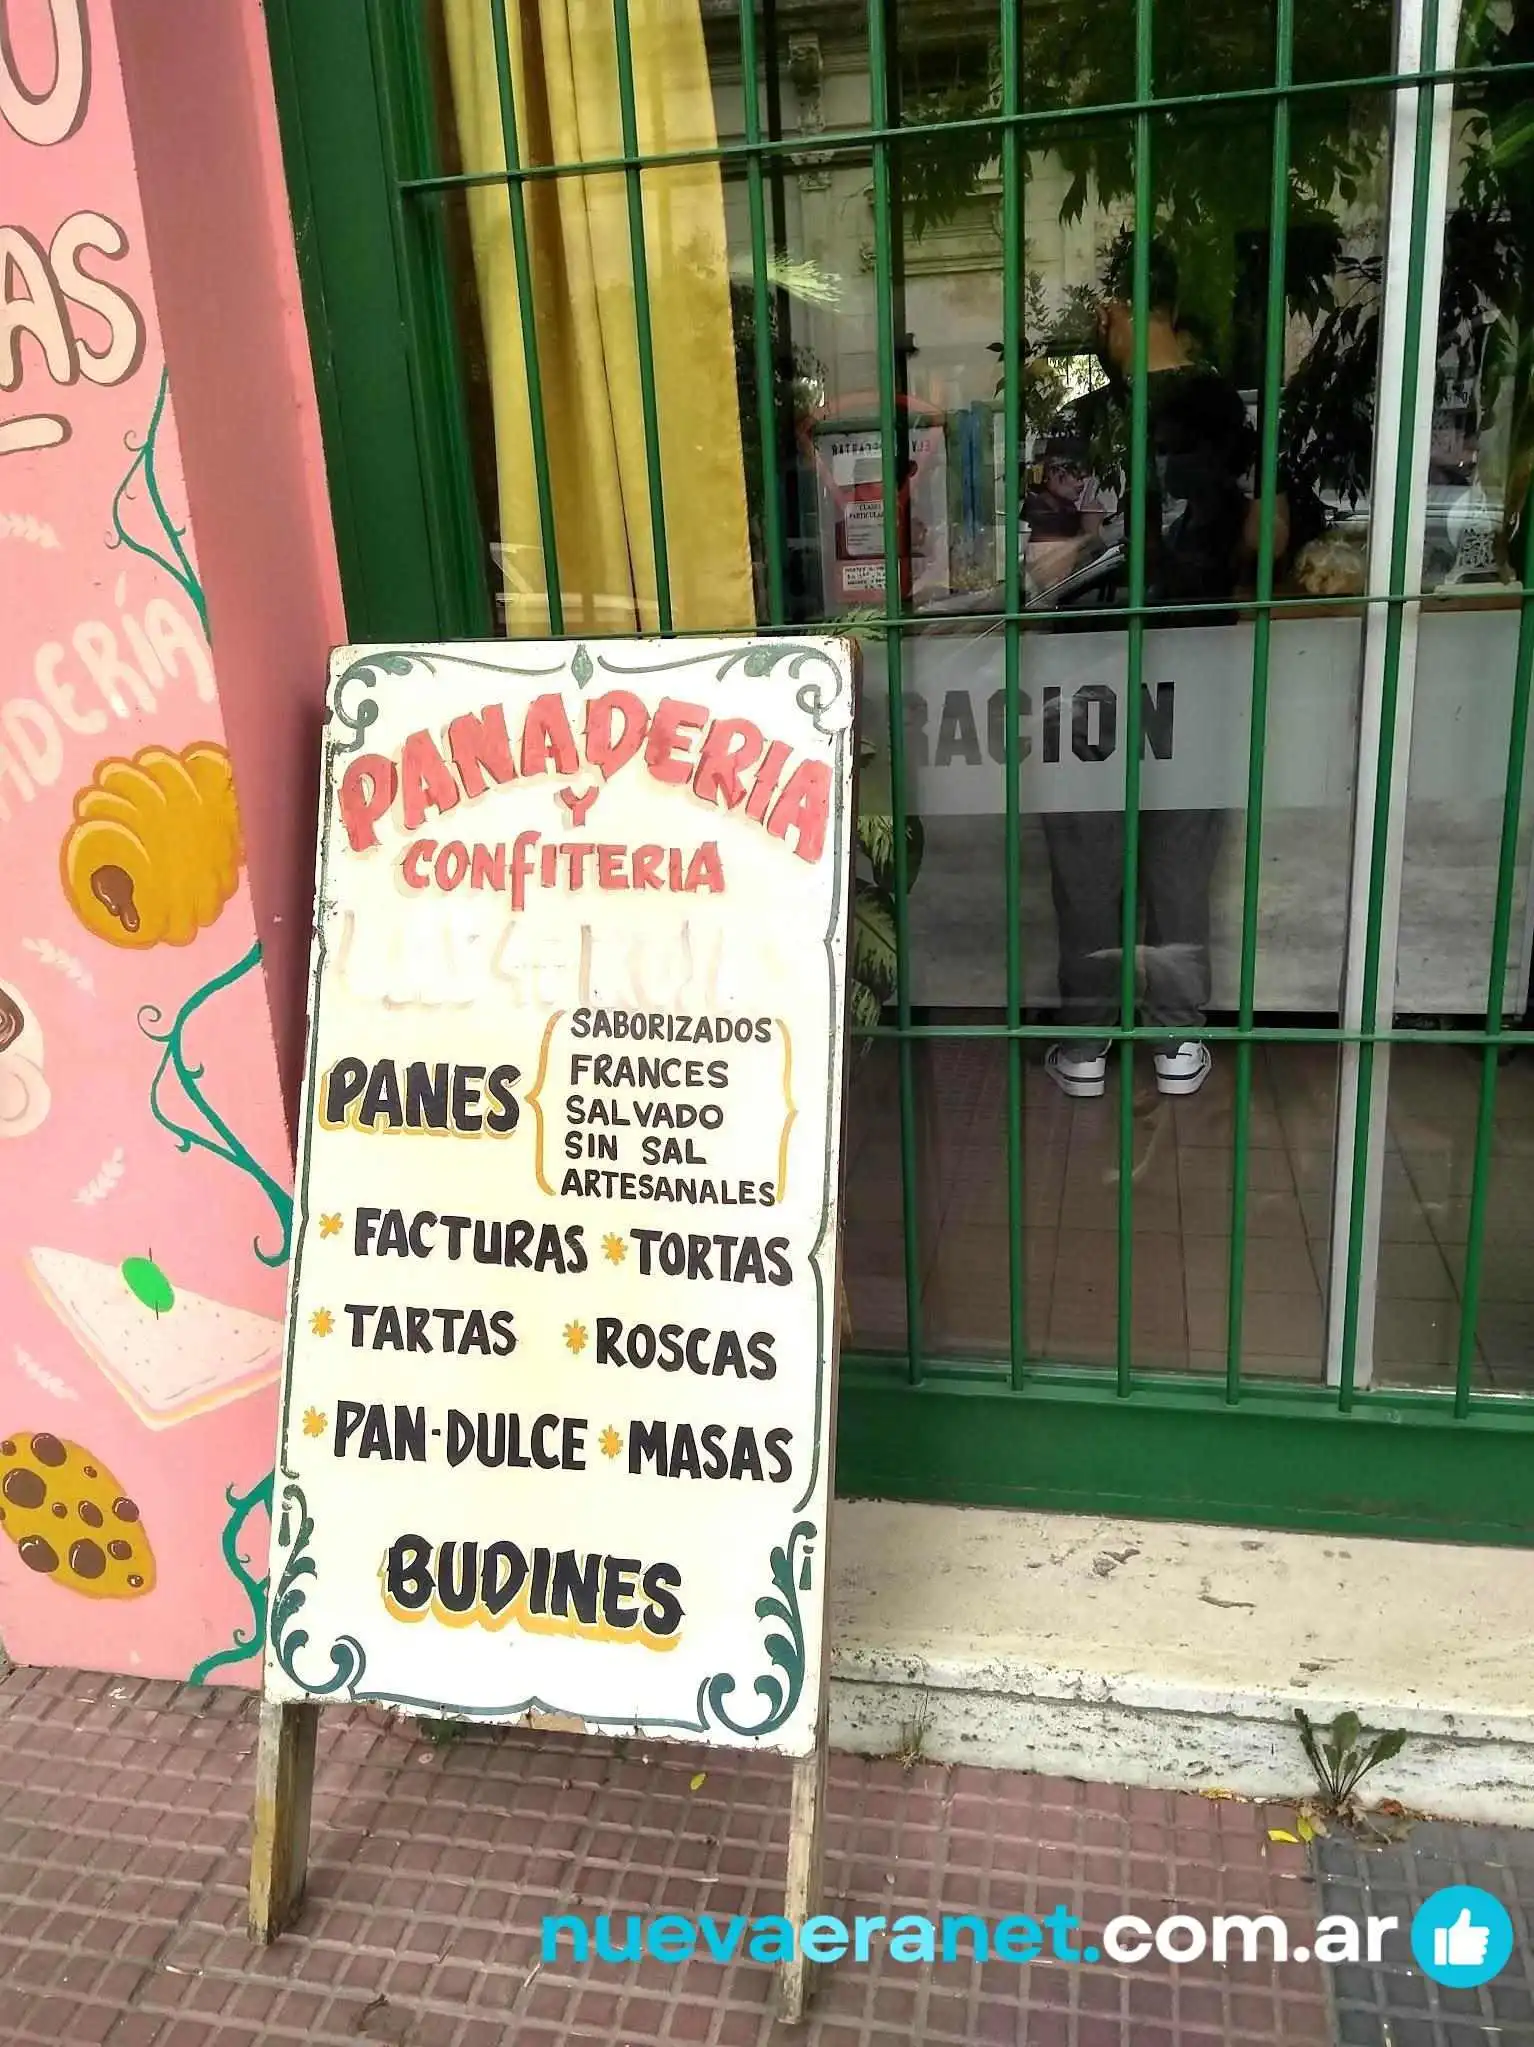 U
AS
ADERÍA
PANADERIA
Y
CONFITERIA
PANES
SABORIZADOS
FRANCES
SALVADO
SIN SAL
ARTESANALES
* FACTURAS * TORTAS
* TARTAS * ROSCAS
* PAN-DULCE * MASAS
BUDINES
RACION
nuevaeranet.com.ar